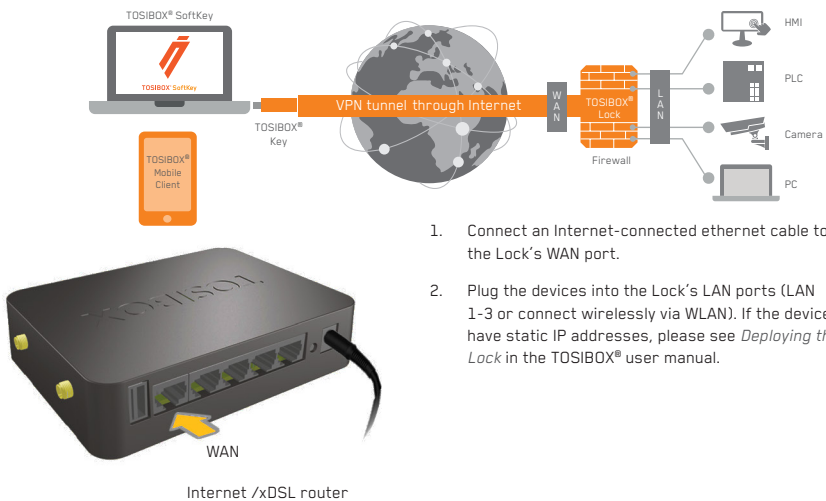 TOSIBOX® SoftKey
TOSIBOX® SoftKey
TOSIBOX®
Key
TOSIBOX®
Mobile
Client
VPN tunnel through Internet
WAN
TOSIBOX®
Lock
Firewall
LAN
HMI
PLC
Camera
PC
1. Connect an Internet-connected ethernet cable to
the Lock's WAN port.
2. Plug the devices into the Lock's LAN ports (LAN
1-3 or connect wirelessly via WLAN). If the device
have static IP addresses, please see Deploying th
Lock in the TOSIBOX® user manual.
TOSIBOX
WAN
Internet /xDSL router